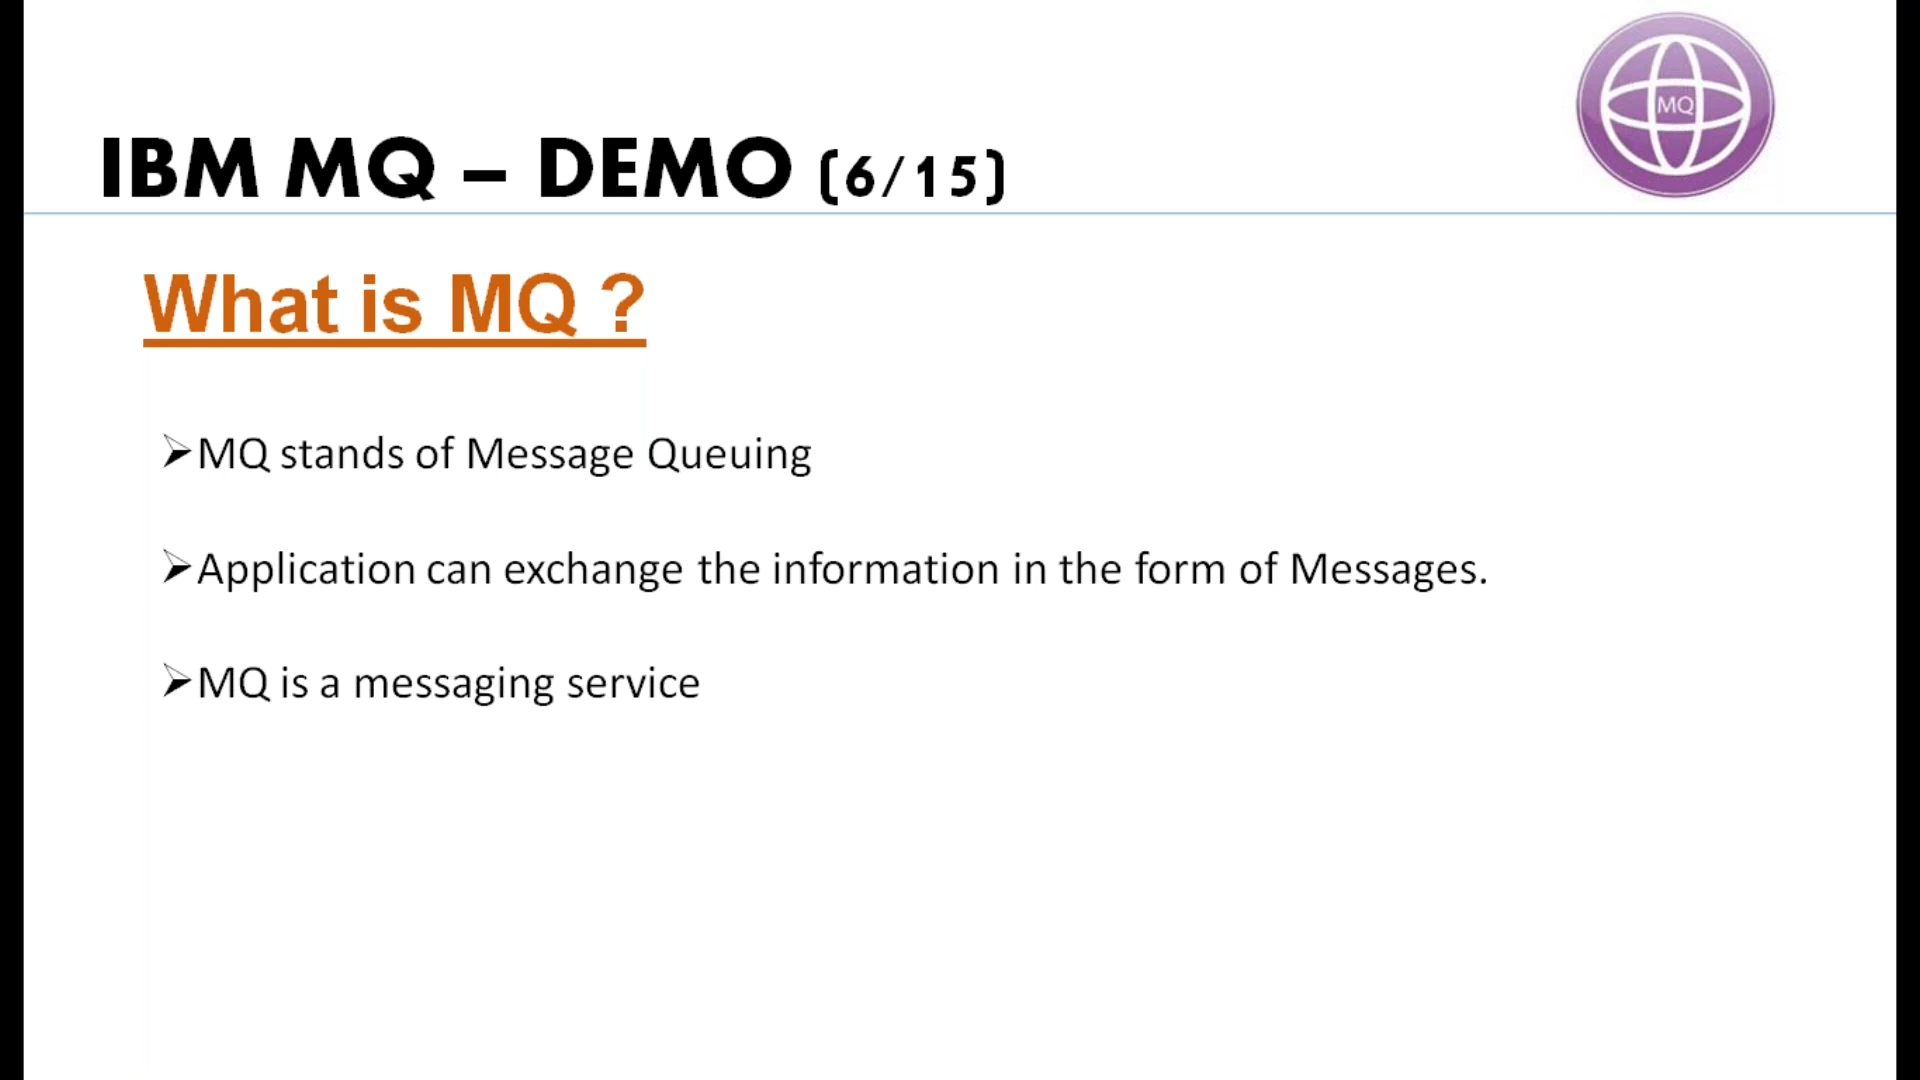 MQ
IBM MQ – DEMO (6/15)
What is MQ ?
➢MQ stands of Message Queuing
➢Application can exchange the information in the form of Messages.
➢MQ is a messaging service